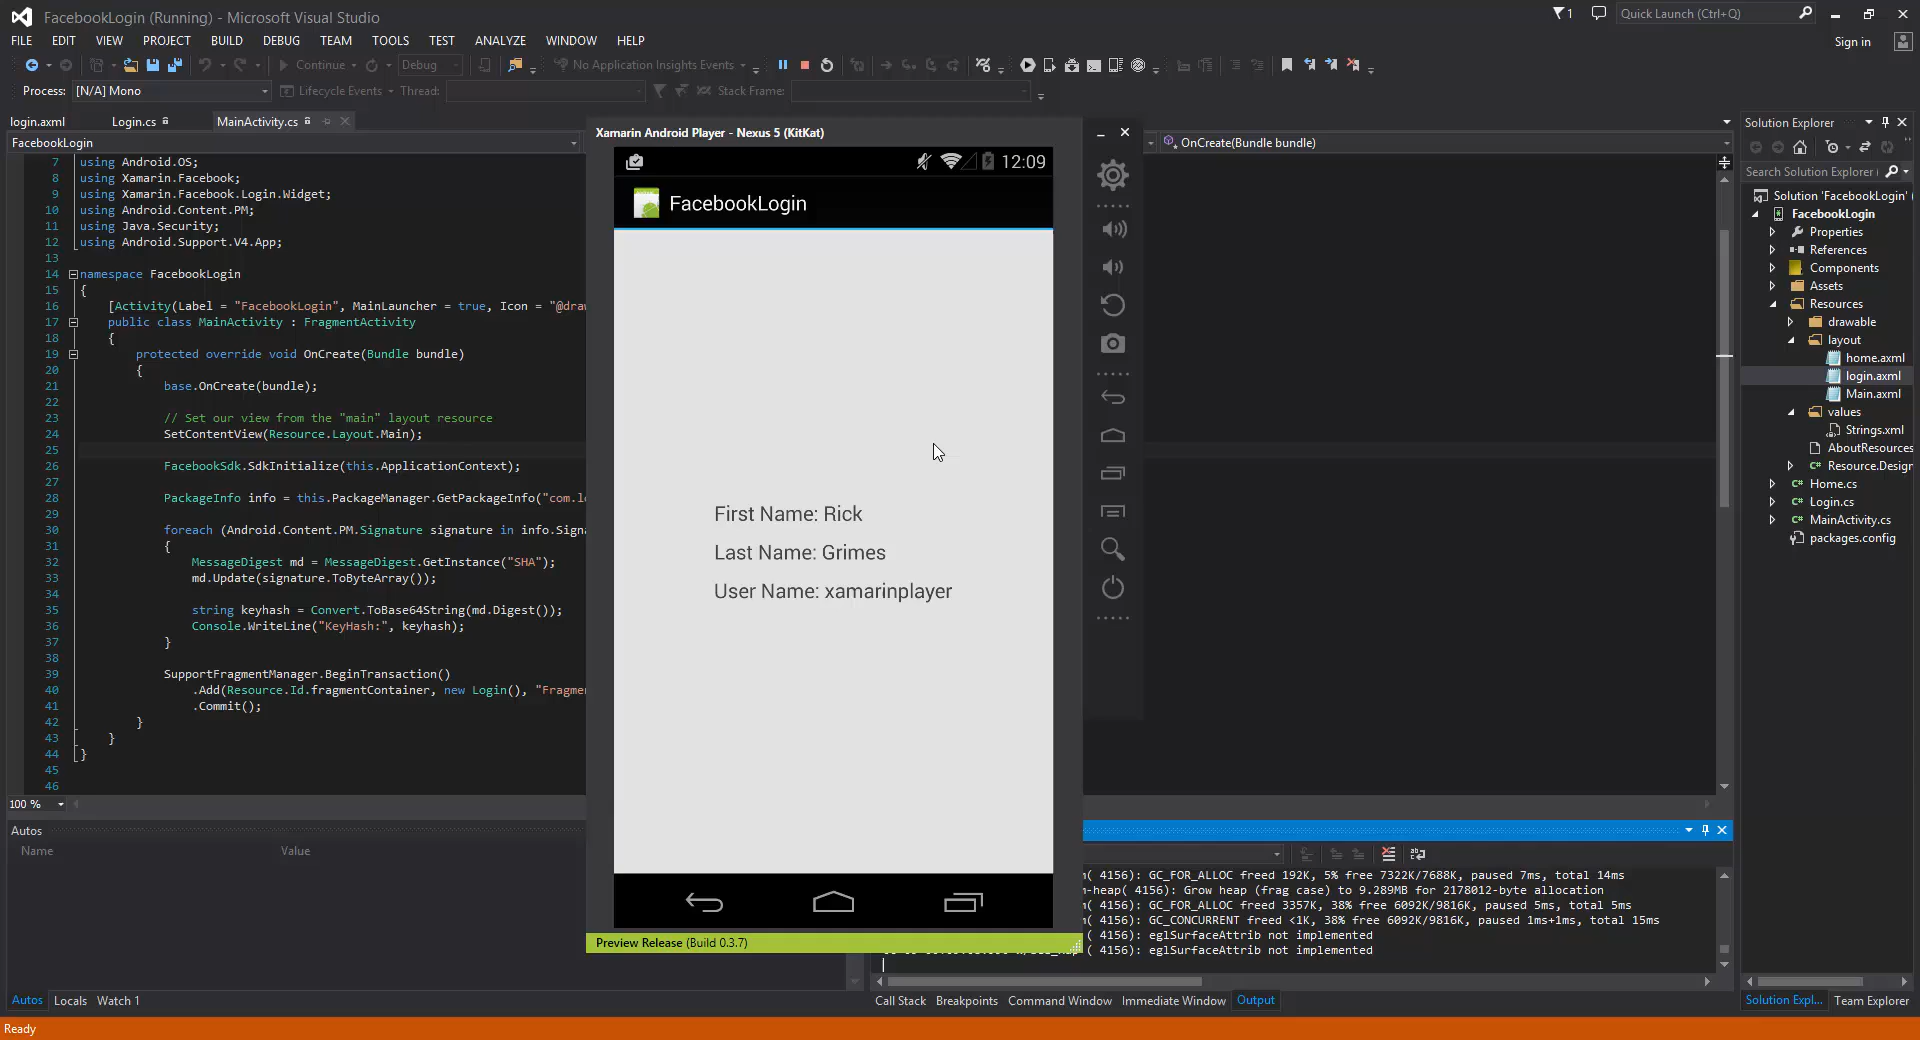 FacebookLogin (Running) - Microsoft Visual Studio
1
Quick Launch (Ctrl+Q)
FILE EDIT VIEW PROJECT BUILD DEBUG TEAM TOOLS TEST ANALYZE WINDOW HELP
Sign in
Continue Debug No Application Insights Events
Process: [N/A] Mono Lifecycle Events Thread: Stack Frame:
login.axml Login.cs MainActivity.cs
FacebookLogin
OnCreate(Bundle bundle)
7 using Android.OS;
8 using Xamarin.Facebook;
9 using Xamarin.Facebook.Login.Widget;
10 using Android.Content.PM;
11 using Java.Security;
12 using Android.Support.V4.App;
13
14 namespace FacebookLogin
15 {
16 [Activity(Label = "FacebookLogin", MainLauncher = true, Icon = "@draw
17 public class MainActivity : FragmentActivity
18 {
19 protected override void OnCreate(Bundle bundle)
20 {
21 base.OnCreate(bundle);
22
23 // Set our view from the "main" layout resource
24 SetContentView(Resource.Layout.Main);
25
26 FacebookSdk.SdkInitialize(this.ApplicationContext);
27
28 PackageInfo info = this.PackageManager.GetPackageInfo("com.l
29
30 foreach (Android.Content.PM.Signature signature in info.Signa
31 {
32 MessageDigest md = MessageDigest.GetInstance("SHA");
33 md.Update(signature.ToByteArray());
34
35 string keyhash = Convert.ToBase64String(md.Digest());
36 Console.WriteLine("KeyHash:", keyhash);
37 }
38
39 SupportFragmentManager.BeginTransaction()
40 .Add(Resource.Id.fragmentContainer, new Login(), "Fragmen
41 .Commit();
42 }
43 }
44 }
45
46
100 %
Xamarin Android Player - Nexus 5 (KitKat)
12:09
FacebookLogin
First Name: Rick
Last Name: Grimes
User Name: xamarinplayer
Preview Release (Build 0.3.7)
Solution Explorer
Search Solution Explorer (
Solution 'FacebookLogin' (
FacebookLogin
Properties
References
Components
Assets
Resources
drawable
layout
home.axml
login.axml
Main.axml
values
Strings.xml
AboutResources
Resource.Design
Home.cs
Login.cs
MainActivity.cs
packages.config
Autos
Name Value
( 4156): GC_FOR_ALLOC freed 192K, 5% free 7322K/7688K, paused 7ms, total 14ms
-heap( 4156): Grow heap (frag case) to 9.289MB for 2178012-byte allocation
( 4156): GC_FOR_ALLOC freed 3357K, 38% free 6092K/9816K, paused 5ms, total 5ms
( 4156): GC_CONCURRENT freed <1K, 38% free 6092K/9816K, paused 1ms+1ms, total 15ms
( 4156): eglSurfaceAttrib not implemented
( 4156): eglSurfaceAttrib not implemented
Autos Locals Watch 1
Call Stack Breakpoints Command Window Immediate Window Output
Solution Expl... Team Explorer
Ready